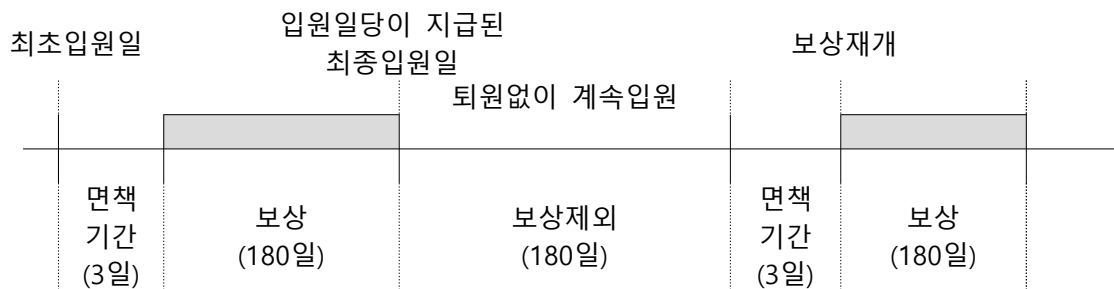 최초입원일
입원일당이 지급된
최종입원일
퇴원없이 계속입원
보상재개
면책
기간
(3일)
보상
(180일)
보상제외
(180일)
면책
기간
(3일)
보상
(180일)